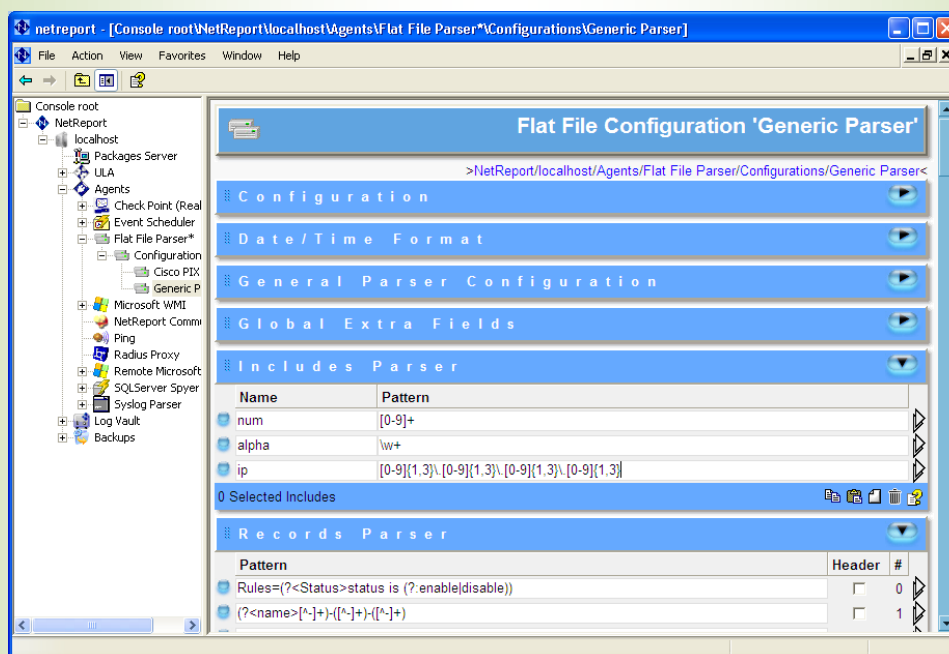 netreport - [Console root\NetReport\localhost\Agents\Flat File Parser*\Configurations\Generic Parser]
File Action View Favorites Window Help
Console root
NetReport
localhost
Packages Server
ULA
Agents
Check Point (Real
Event Scheduler
Flat File Parser*
Configuration
Cisco PIX
Generic P
Microsoft WMI
NetReport Commu
Ping
Radius Proxy
Remote Microsoft
SQLServer Spyer
Syslog Parser
Log Vault
Backups
Flat File Configuration 'Generic Parser'
>NetReport/localhost/Agents/Flat File Parser/Configurations/Generic Parser<
Configuration
Date/Time Format
General Parser Configuration
Global Extra Fields
Includes Parser
Name Pattern
num [0-9]+
alpha \w+
ip [0-9]{1,3}\.[0-9]{1,3}\.[0-9]{1,3}\.[0-9]{1,3}
0 Selected Includes
Records Parser
Pattern Header #
Rules=(?<Status>status is (?:enable|disable)) 0
(?<name>[^-]+)-([^-]+)-([^-]+) 1